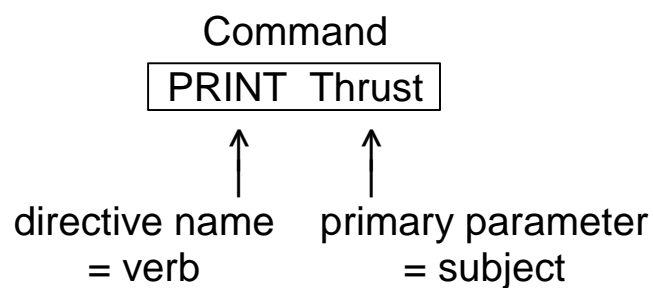 Command
PRINT Thrust
directive name primary parameter
= verb = subject